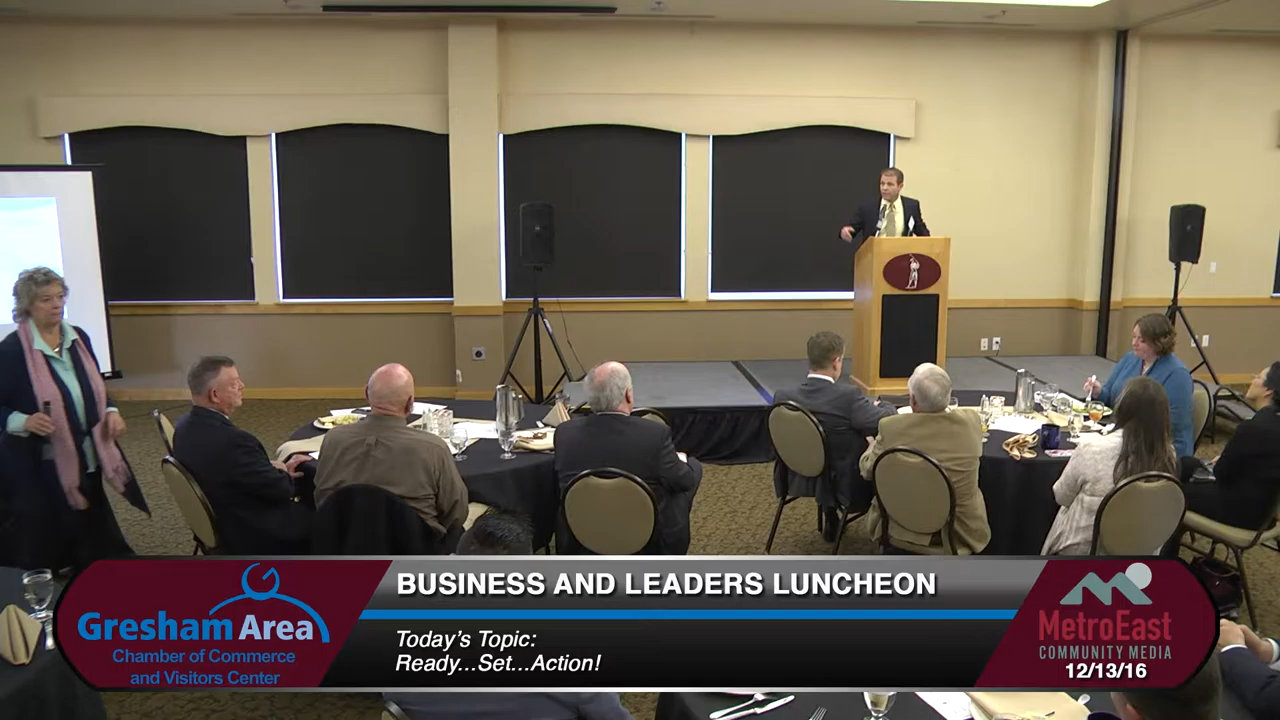 BUSINESS AND LEADERS LUNCHEON
Gresham Area
Chamber of Commerce
and Visitors Center
Today's Topic:
Ready...Set...Action!
MetroEast
COMMUNITY MEDIA
12/13/16